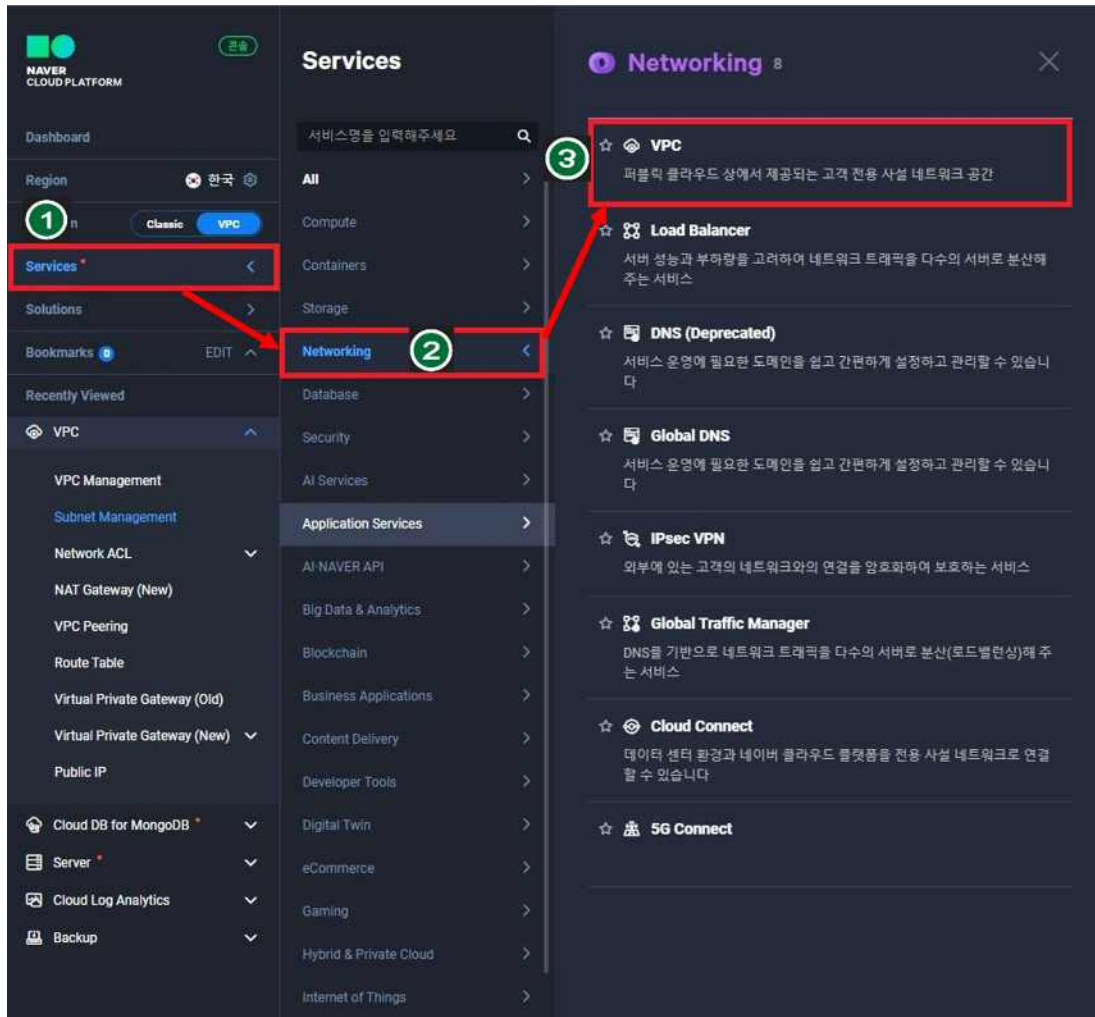 NAVER
CLOUD PLATFORM
콘솔
Dashboard
Region
한국
1
n
Classic
VPC
Services
Solutions
Bookmarks 0
EDIT
Recently Viewed
VPC
VPC Management
Subnet Management
Network ACL
NAT Gateway (New)
VPC Peering
Route Table
Virtual Private Gateway (Old)
Virtual Private Gateway (New)
Public IP
Cloud DB for MongoDB
Server
Cloud Log Analytics
Backup
Services
서비스명을 입력해주세요
All
Compute
Containers
Storage
Networking
2
Database
Security
AI Services
Application Services
AI·NAVER API
Big Data & Analytics
Blockchain
Business Applications
Content Delivery
Developer Tools
Digital Twin
eCommerce
Gaming
Hybrid & Private Cloud
Internet of Things
Networking 8
3
VPC
퍼블릭 클라우드 상에서 제공되는 고객 전용 사설 네트워크 공간
Load Balancer
서버 성능과 부하량을 고려하여 네트워크 트래픽을 다수의 서버로 분산해
주는 서비스
DNS (Deprecated)
서비스 운영에 필요한 도메인을 쉽고 간편하게 설정하고 관리할 수 있습니
다
Global DNS
서비스 운영에 필요한 도메인을 쉽고 간편하게 설정하고 관리할 수 있습니
다
IPsec VPN
외부에 있는 고객의 네트워크와의 연결을 암호화하여 보호하는 서비스
Global Traffic Manager
DNS를 기반으로 네트워크 트래픽을 다수의 서버로 분산(로드밸런싱)해 주
는 서비스
Cloud Connect
데이터 센터 환경과 네이버 클라우드 플랫폼을 전용 사설 네트워크로 연결
할 수 있습니다
5G Connect